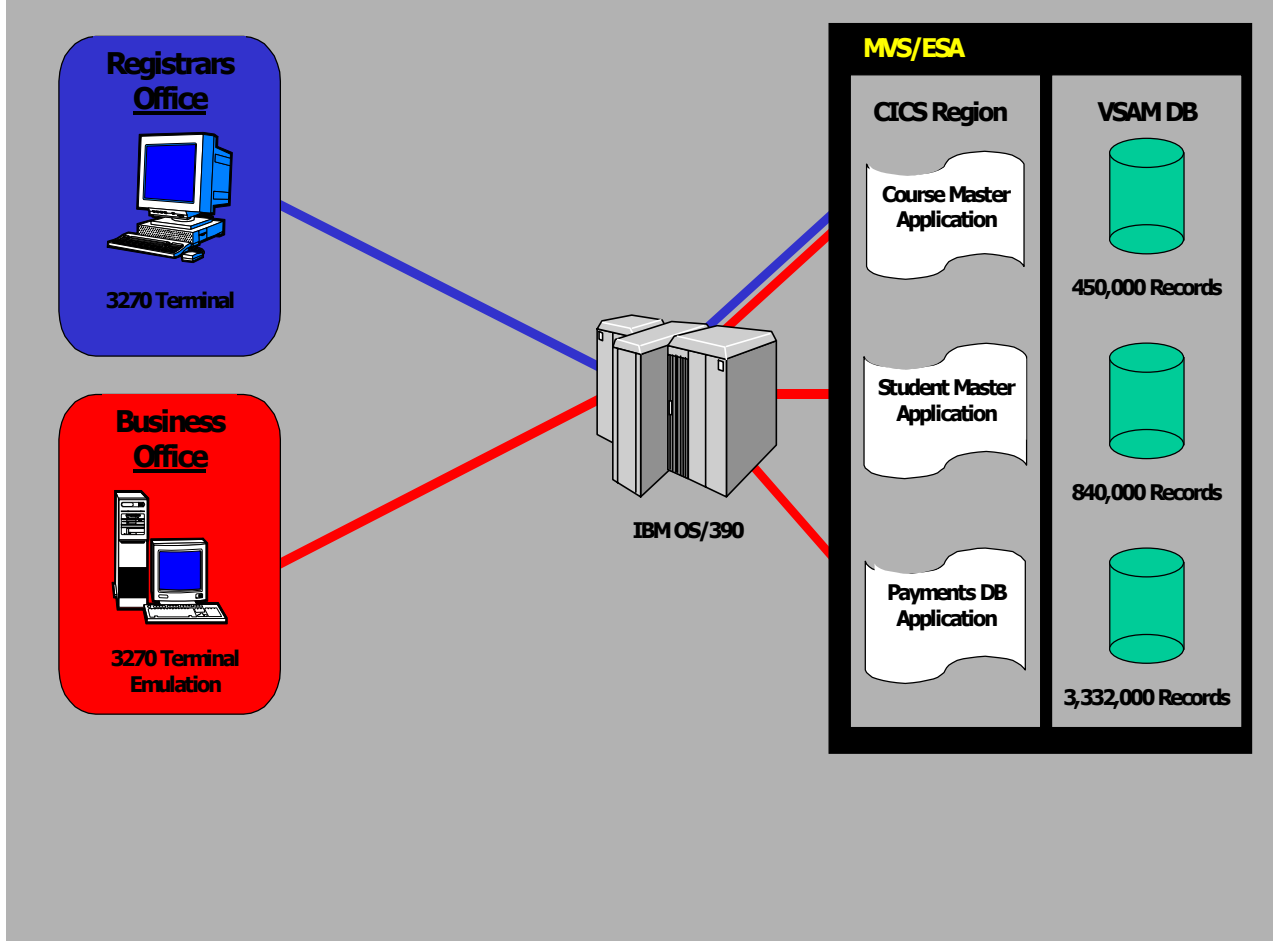 Registrars
Office
3270 Terminal
Business
Office
3270 Terminal
Emulation
IBM OS/390
MVS/ESA
CICS Region
Course Master
Application
Student Master
Application
Payments DB
Application
VSAM DB
450,000 Records
840,000 Records
3,332,000 Records